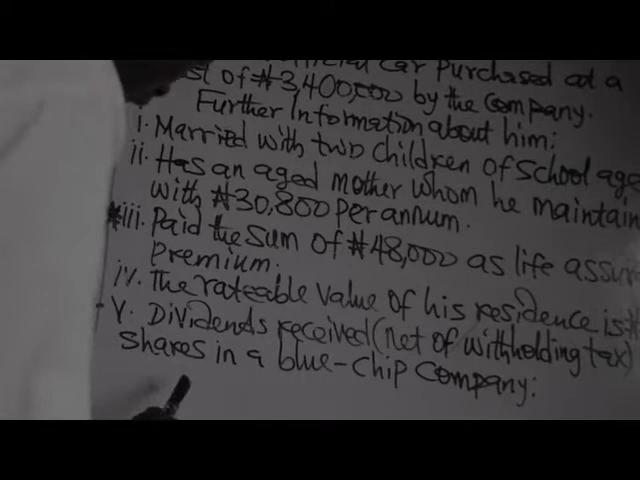 Car Purchased at a
Cost of ₦3,400,000 by the Company.
Further Information about him:
i. Married with two children of School age
ii. Has an aged mother whom he maintain
with ₦30,800 per annum.
iii. Paid the sum of ₦48,000 as life assur
Premium.
iv. The rateable value of his residence is ₦
V. Dividends received (net of withholding tax)
shares in a blue-chip company: